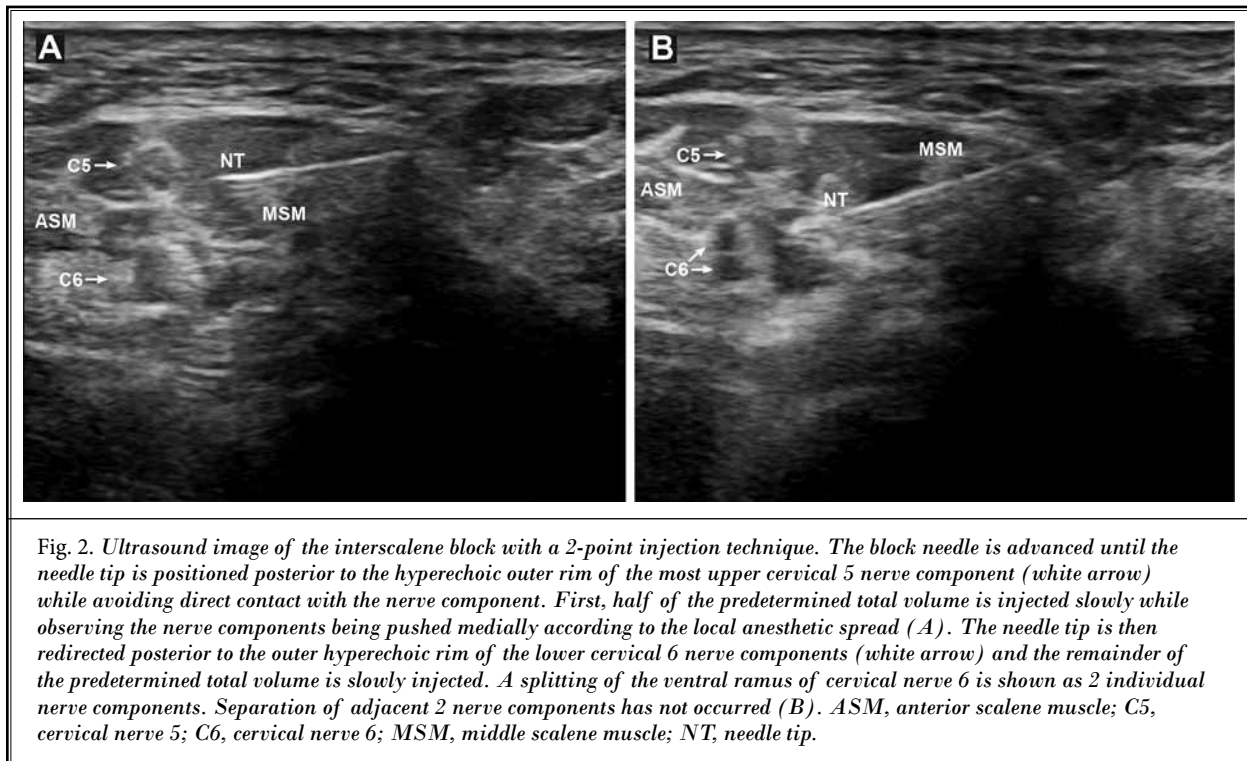 A
C5
NT
ASM
MSM
C6
B
C5
MSM
ASM
NT
C6
Fig. 2. Ultrasound image of the interscalene block with a 2-point injection technique. The block needle is advanced until the
needle tip is positioned posterior to the hyperechoic outer rim of the most upper cervical 5 nerve component (white arrow)
while avoiding direct contact with the nerve component. First, half of the predetermined total volume is injected slowly while
observing the nerve components being pushed medially according to the local anesthetic spread (A). The needle tip is then
redirected posterior to the outer hyperechoic rim of the lower cervical 6 nerve components (white arrow) and the remainder of
the predetermined total volume is slowly injected. A splitting of the ventral ramus of cervical nerve 6 is shown as 2 individual
nerve components. Separation of adjacent 2 nerve components has not occurred (B). ASM, anterior scalene muscle; C5,
cervical nerve 5; C6, cervical nerve 6; MSM, middle scalene muscle; NT, needle tip.